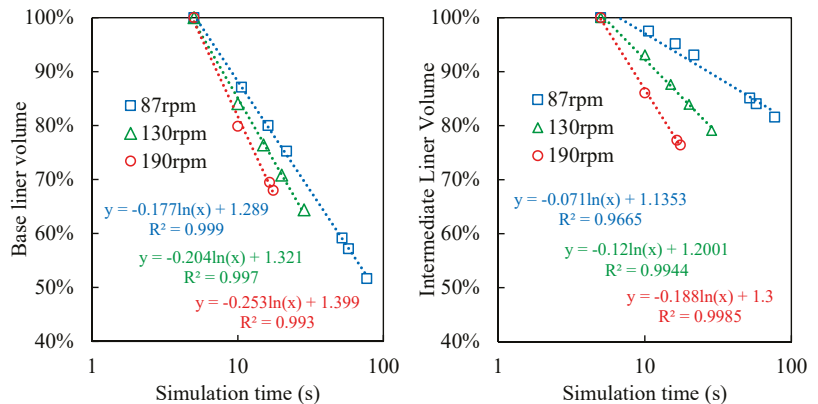 100%
90%
80%
70%
60%
50%
40%
Base liner volume
87rpm
130rpm
190rpm
y = -0.177ln(x) + 1.289
R² = 0.999
y = -0.204ln(x) + 1.321
R² = 0.997
y = -0.253ln(x) + 1.399
R² = 0.993
1 10 100
Simulation time (s)
100%
90%
80%
70%
60%
50%
40%
Intermediate Liner Volume
87rpm
130rpm
190rpm
y = -0.071ln(x) + 1.1353
R² = 0.9665
y = -0.12ln(x) + 1.2001
R² = 0.9944
y = -0.188ln(x) + 1.3
R² = 0.9985
1 10 100
Simulation time (s)